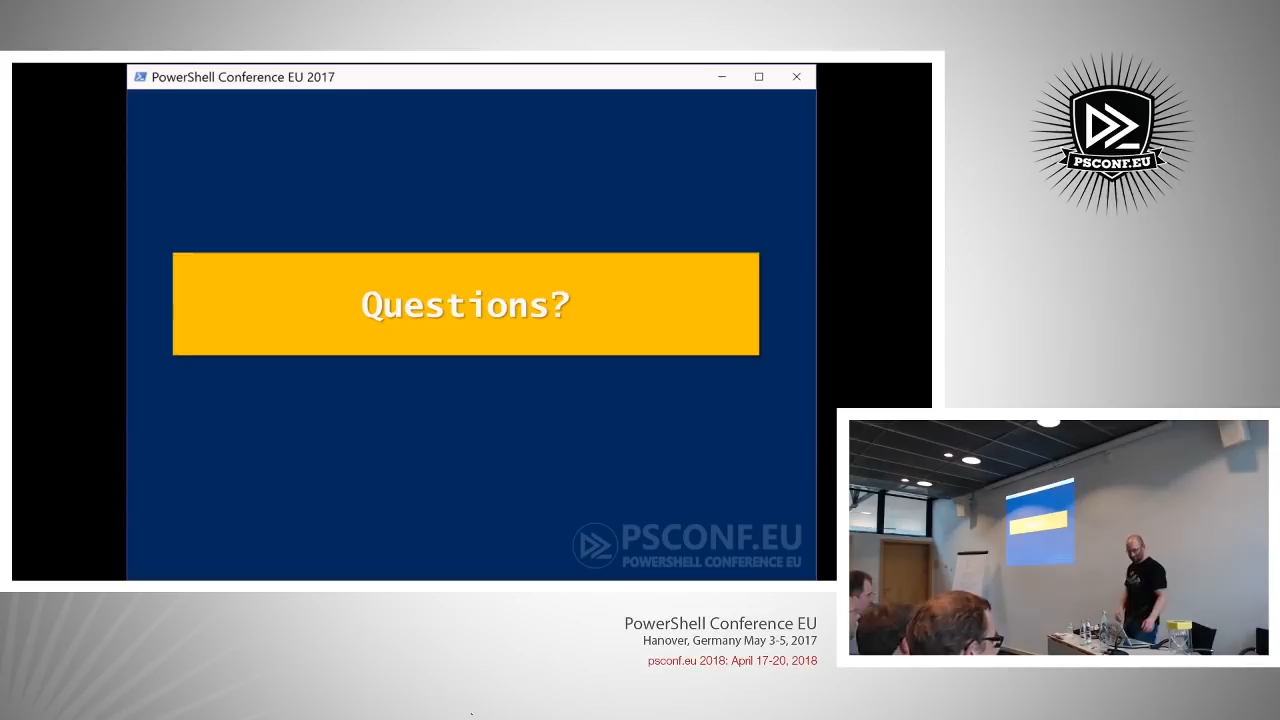 PowerShell Conference EU 2017
Questions?
PSCONF.EU
POWERSHELL CONFERENCE EU
PSCONF.EU
PowerShell Conference EU
Hanover, Germany May 3-5, 2017
psconf.eu 2018: April 17-20, 2018